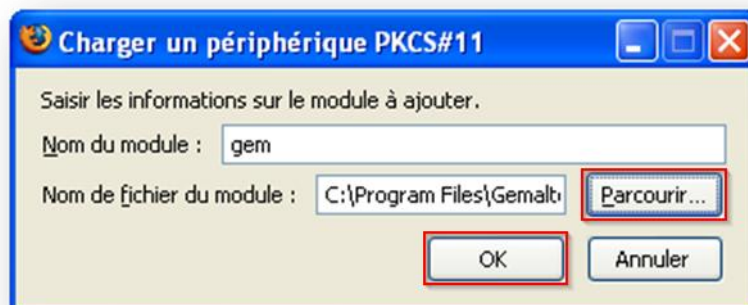 Charger un périphérique PKCS#11
Saisir les informations sur le module à ajouter.
Nom du module : gem
Nom de fichier du module : C:\Program Files\Gemalt Parcourir...
OK Annuler